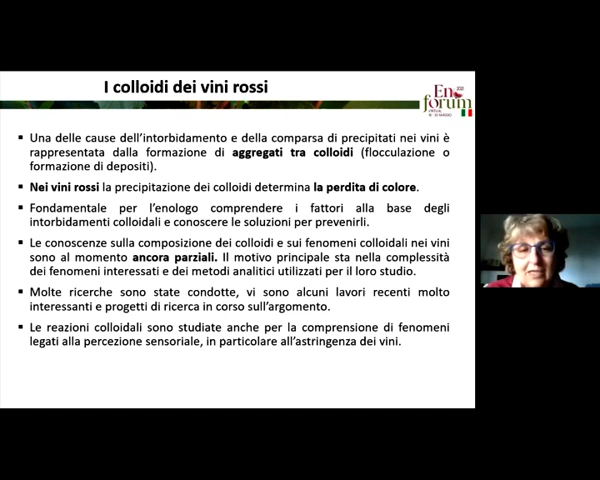 I colloidi dei vini rossi
2021
En
forum
VIRTUAL
▪ Una delle cause dell'intorbidamento e della comparsa di precipitati nei vini è
rappresentata dalla formazione di aggregati tra colloidi (flocculazione o
formazione di depositi).
▪ Nei vini rossi la precipitazione dei colloidi determina la perdita di colore.
▪ Fondamentale per l'enologo comprendere i fattori alla base degli
intorbidamenti colloidali e conoscere le soluzioni per prevenirli.
▪ Le conoscenze sulla composizione dei colloidi e sui fenomeni colloidali nei vini
sono al momento ancora parziali. Il motivo principale sta nella complessità
dei fenomeni interessati e dei metodi analitici utilizzati per il loro studio.
▪ Molte ricerche sono state condotte, vi sono alcuni lavori recenti molto
interessanti e progetti di ricerca in corso sull'argomento.
▪ Le reazioni colloidali sono studiate anche per la comprensione di fenomeni
legati alla percezione sensoriale, in particolare all'astringenza dei vini.